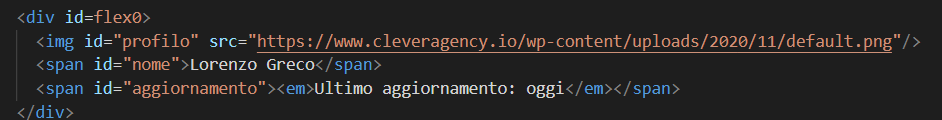 <div id=flex0>
<img id="profilo" src="https://www.cleveragency.io/wp-content/uploads/2020/11/default.png"/>
<span id="nome">Lorenzo Greco</span>
<span id="aggiornamento"><em>Ultimo aggiornamento: oggi</em></span>
</div>